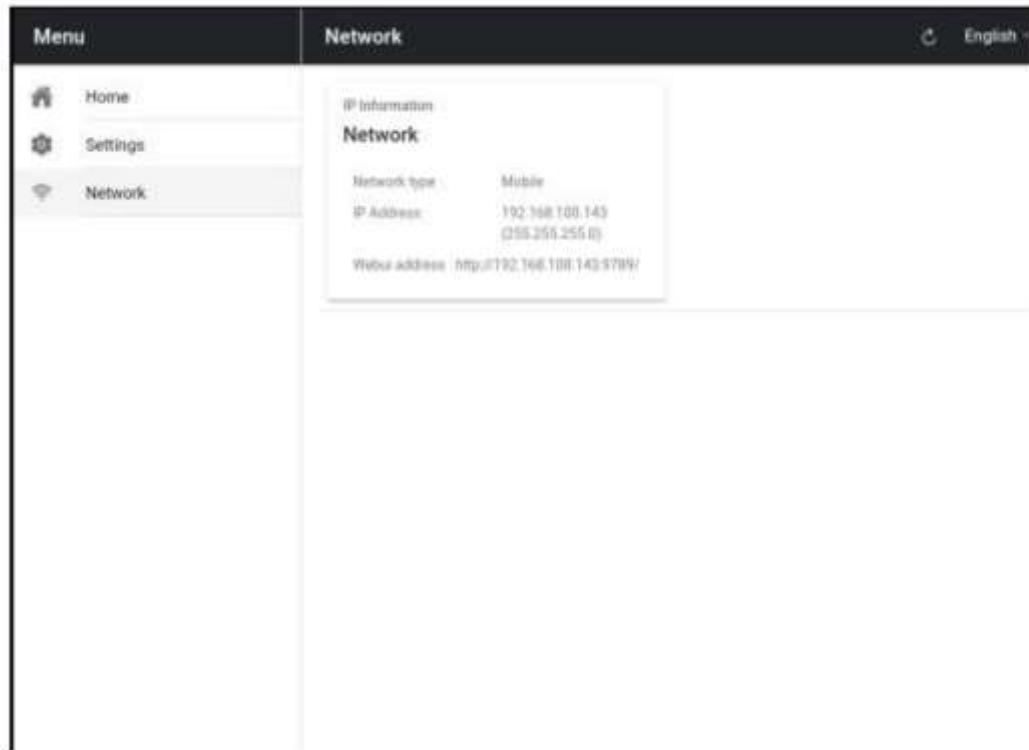 Menu
Network
English
Home
Settings
Network
IP Information
Network
Network type Mobile
IP Address 192.168.100.143
(255.255.255.0)
Webui address http://192.168.100.143:9789/